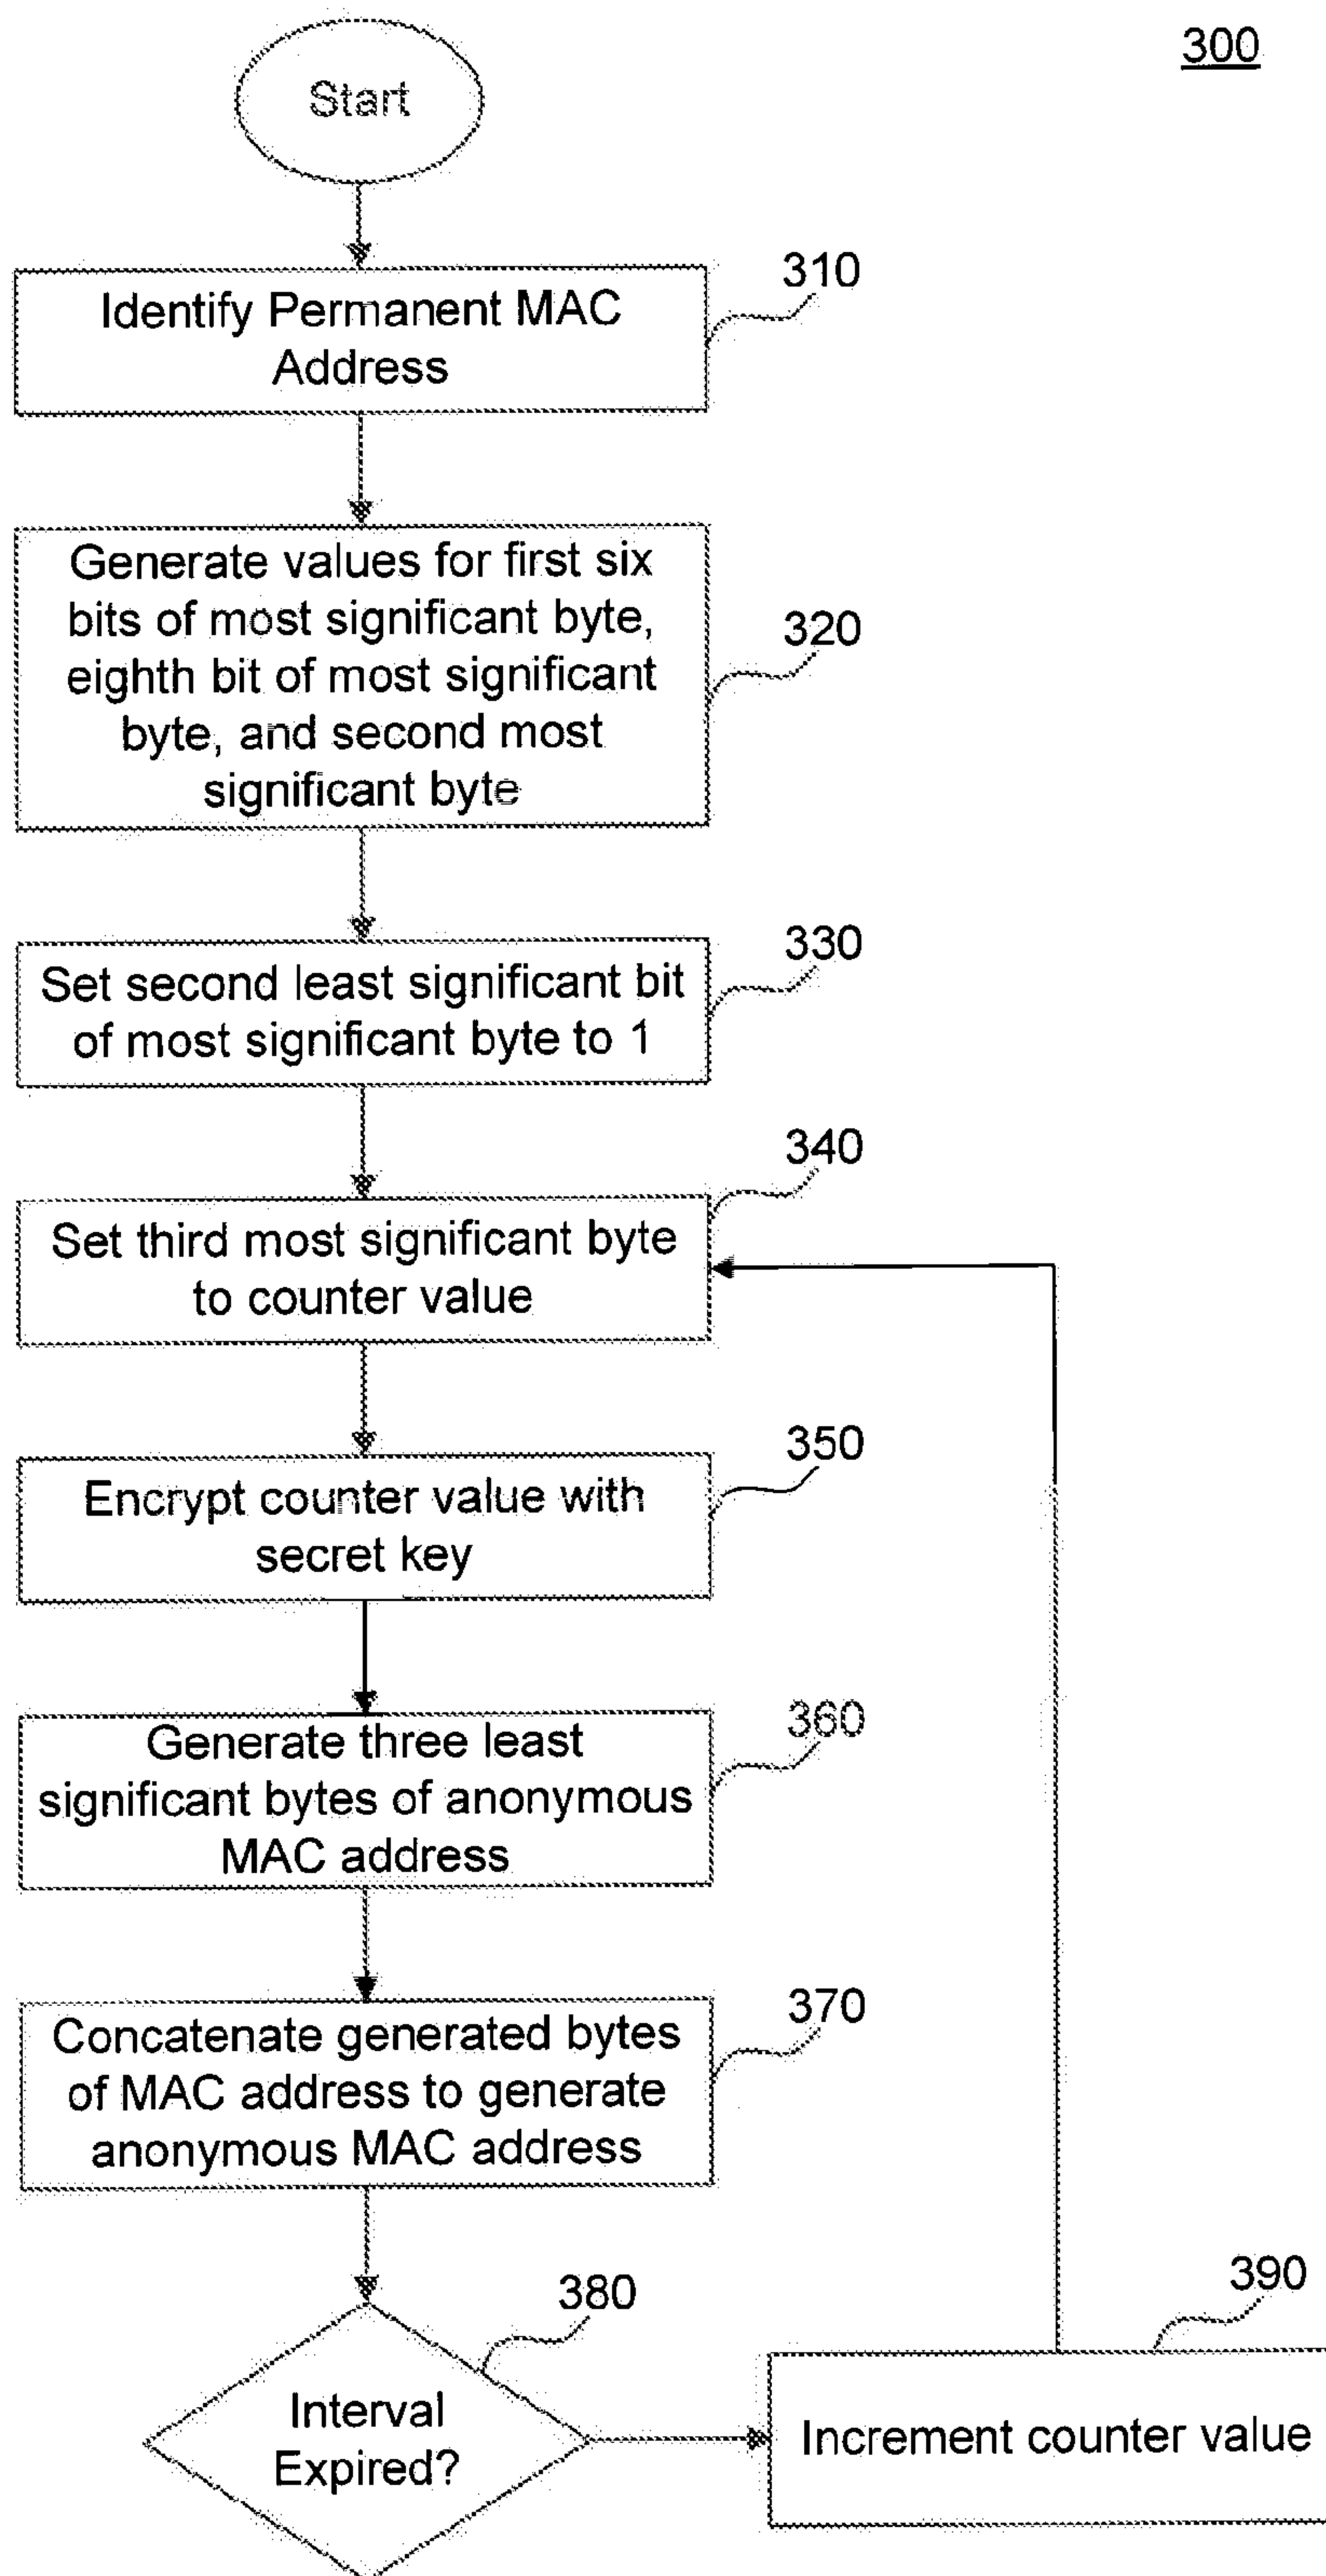 300
Start
310
Identify Permanent MAC
Address
320
Generate values for first six
bits of most significant byte,
eighth bit of most significant
byte, and second most
significant byte
330
Set second least significant bit
of most significant byte to 1
340
Set third most significant byte
to counter value
350
Encrypt counter value with
secret key
360
Generate three least
significant bytes of anonymous
MAC address
370
Concatenate generated bytes
of MAC address to generate
anonymous MAC address
380
Interval
Expired?
390
Increment counter value